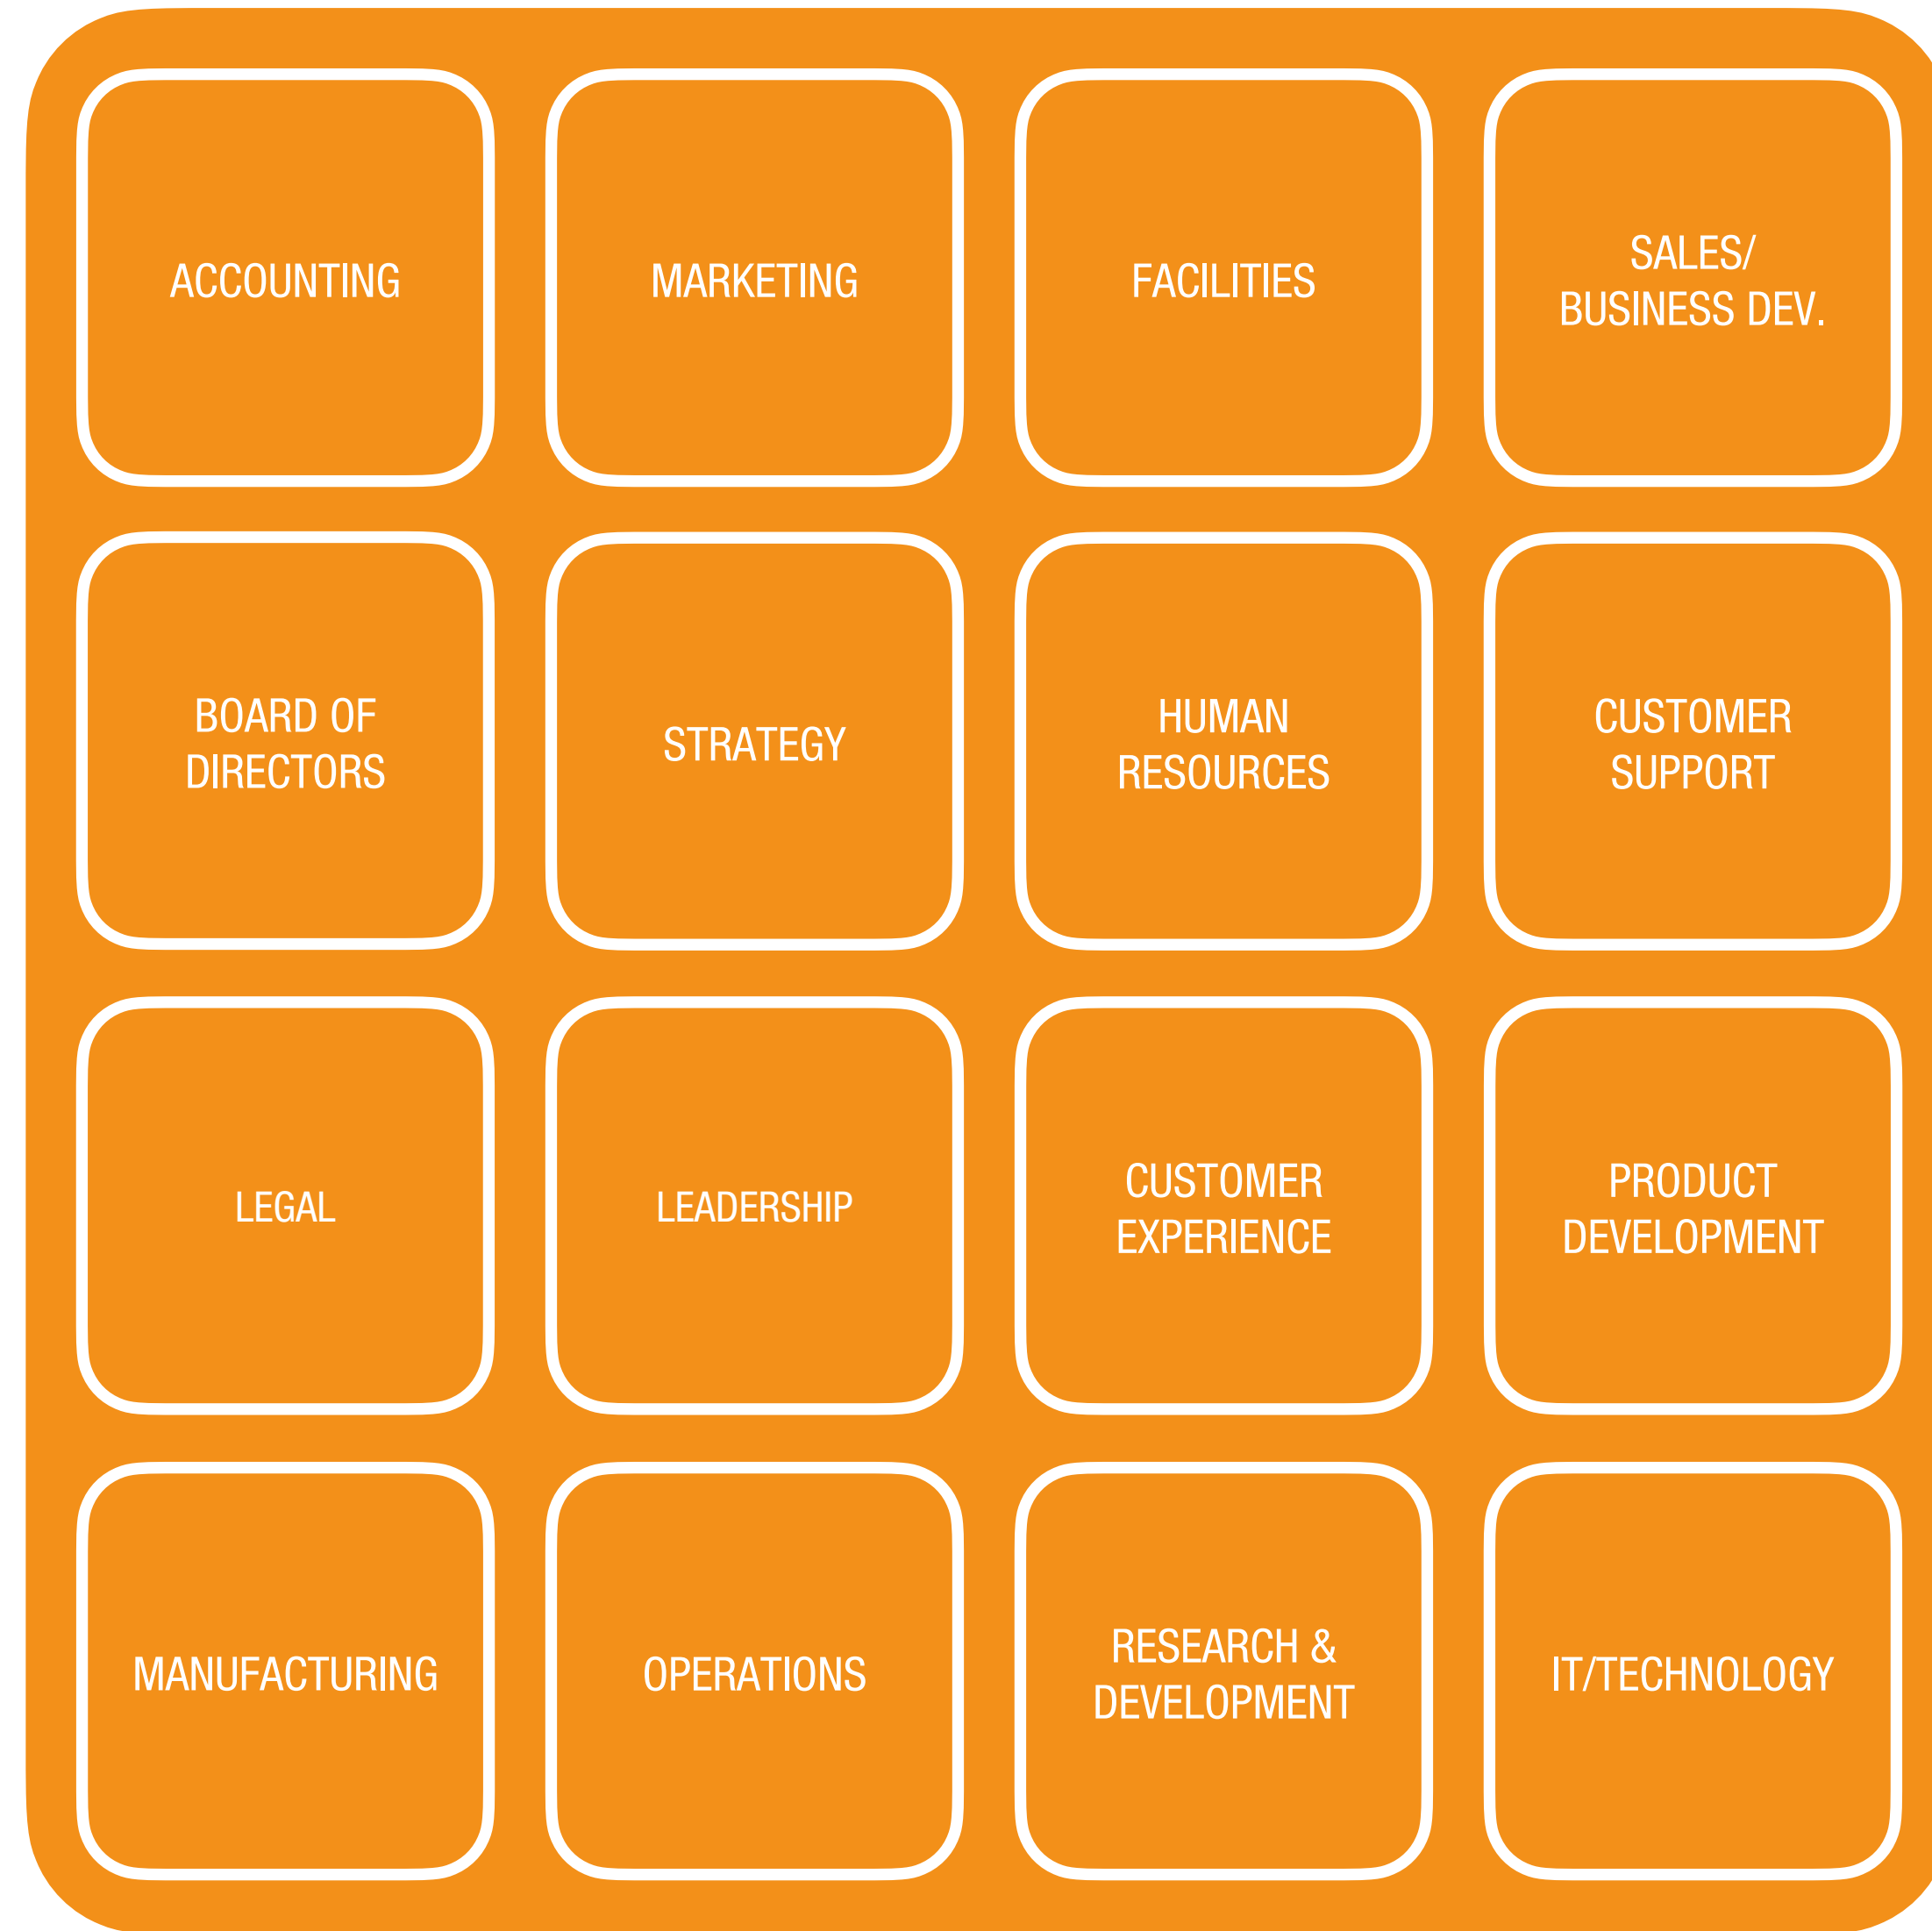 ACCOUNTING
MARKETING
FACILITIES
SALES/
BUSINESS DEV.
BOARD OF
DIRECTORS
STRATEGY
HUMAN
RESOURCES
CUSTOMER
SUPPORT
LEGAL
LEADERSHIP
CUSTOMER
EXPERIENCE
PRODUCT
DEVELOPMENT
MANUFACTURING
OPERATIONS
RESEARCH &
DEVELOPMENT
IT/TECHNOLOGY